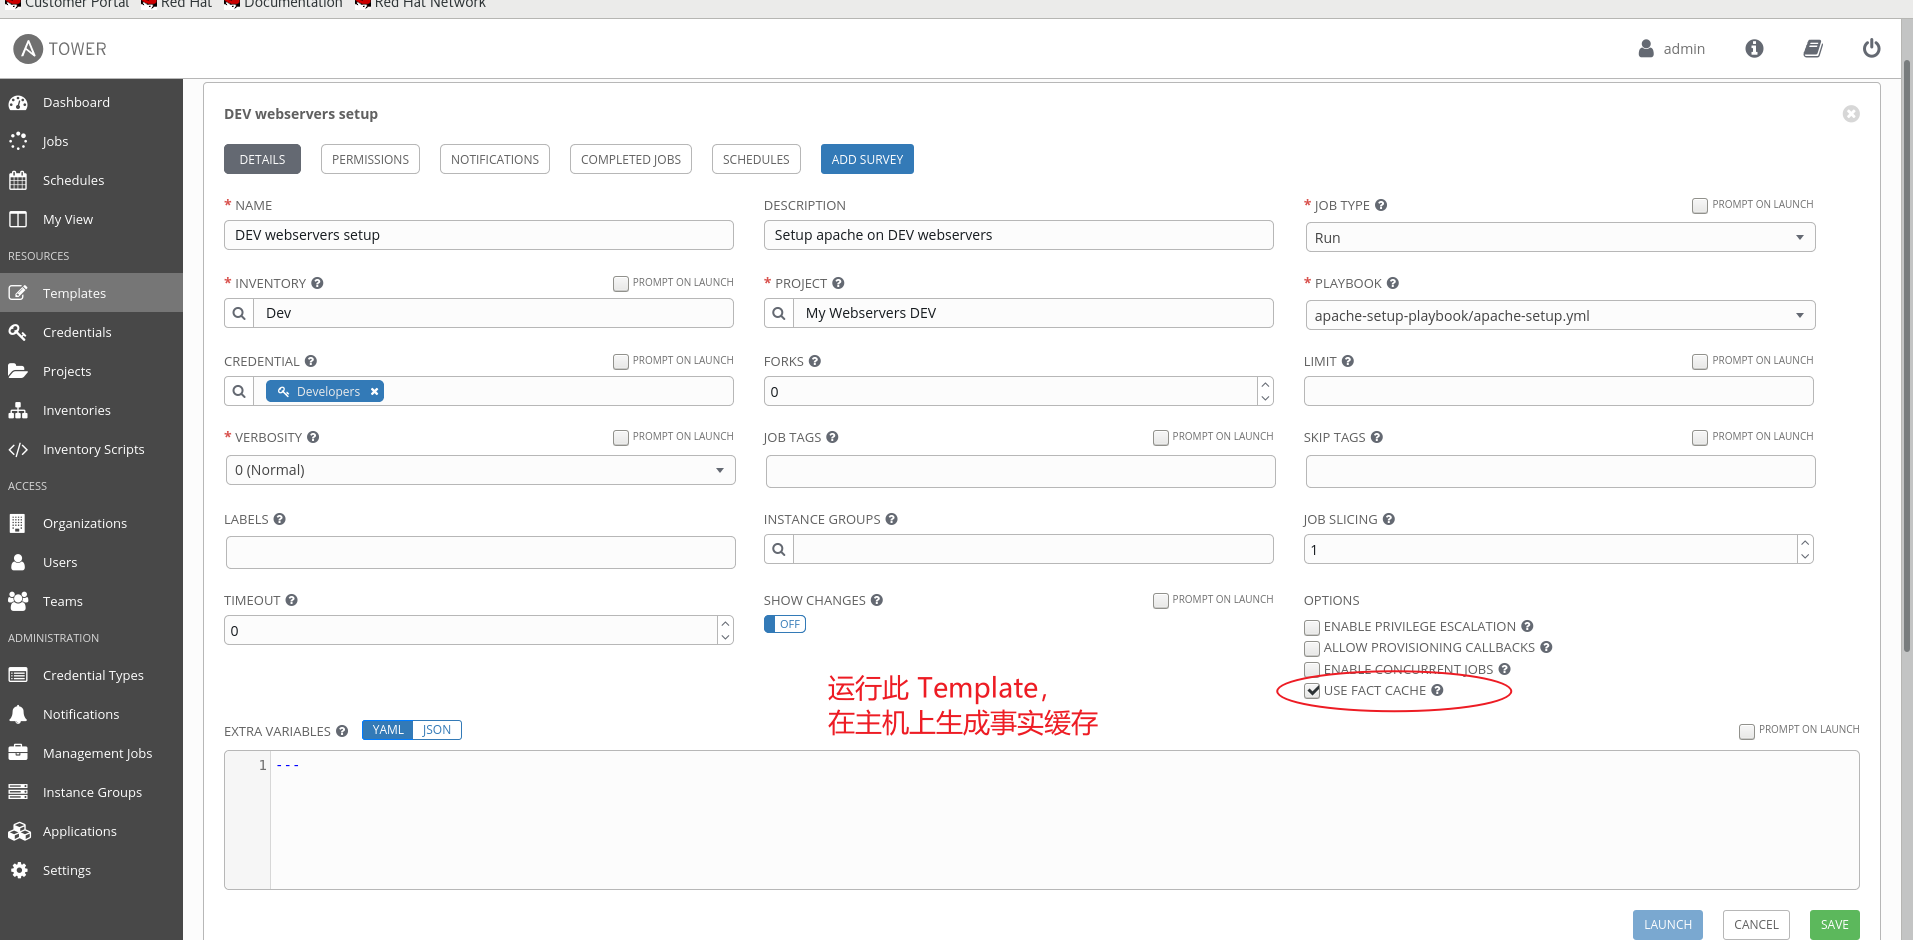 Customer Portal Red Hat Documentation Red Hat Network
A TOWER
admin
Dashboard
Jobs
Schedules
My View
RESOURCES
Templates
Credentials
Projects
Inventories
Inventory Scripts
ACCESS
Organizations
Users
Teams
ADMINISTRATION
Credential Types
Notifications
Management Jobs
Instance Groups
Applications
Settings
DEV webservers setup
DETAILS PERMISSIONS NOTIFICATIONS COMPLETED JOBS SCHEDULES ADD SURVEY
* NAME
DEV webservers setup
DESCRIPTION
Setup apache on DEV webservers
* JOB TYPE ? PROMPT ON LAUNCH
Run
* INVENTORY ? PROMPT ON LAUNCH
Dev
* PROJECT ?
My Webservers DEV
* PLAYBOOK ?
apache-setup-playbook/apache-setup.yml
CREDENTIAL ? PROMPT ON LAUNCH
Developers ×
FORKS ?
0
LIMIT ? PROMPT ON LAUNCH
* VERBOSITY ? PROMPT ON LAUNCH
0 (Normal)
JOB TAGS ? PROMPT ON LAUNCH
SKIP TAGS ? PROMPT ON LAUNCH
LABELS ?
INSTANCE GROUPS ?
JOB SLICING ?
1
TIMEOUT ?
0
SHOW CHANGES ? PROMPT ON LAUNCH
OFF
OPTIONS
ENABLE PRIVILEGE ESCALATION ?
ALLOW PROVISIONING CALLBACKS ?
ENABLE CONCURRENT JOBS ?
USE FACT CACHE ?
运行此 Template，
在主机上生成事实缓存
EXTRA VARIABLES ? YAML JSON PROMPT ON LAUNCH
1 ---
LAUNCH CANCEL SAVE